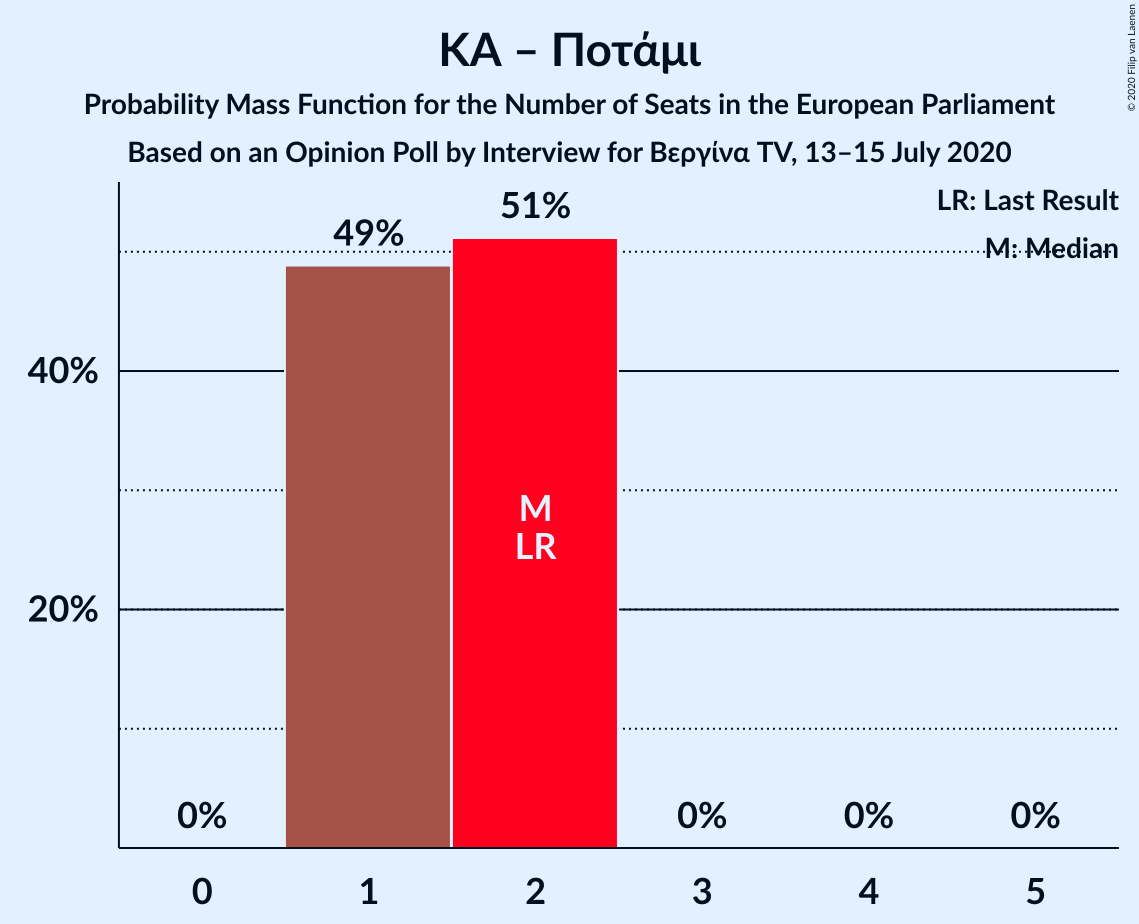 ΚΑ – Ποτάμι
Probability Mass Function for the Number of Seats in the European Parliament
Based on an Opinion Poll by Interview for Βεργίνα TV, 13–15 July 2020
© 2020 Filip van Laenen
LR: Last Result
M: Median
51%
49%
40%
M
LR
20%
0% 0% 0% 0%
0 1 2 3 4 5